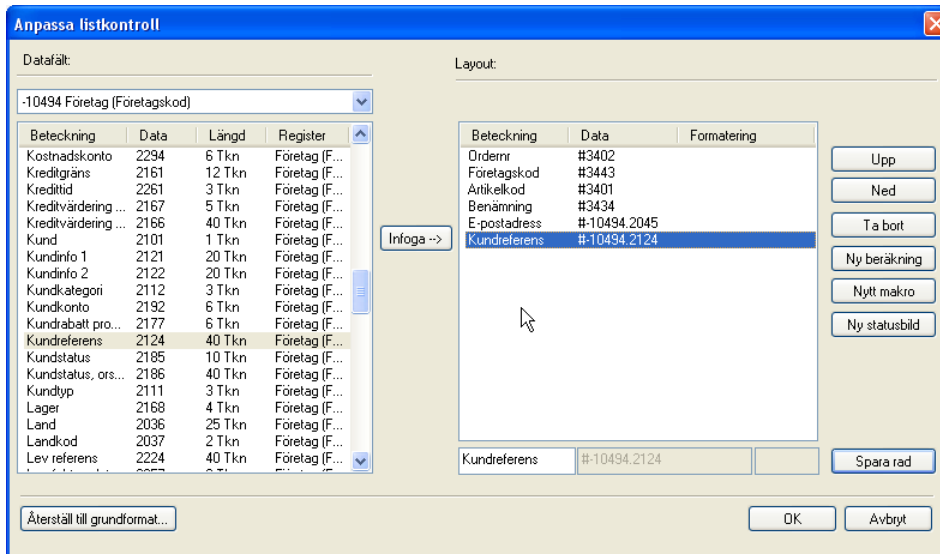 Anpassa listkontroll
Datafält:
Layout:
-10494 Företag (Företagskod)
Beteckning Data Längd Register
Kostnadskonto 2294 6 Tkn Företag (F...
Kreditgräns 2161 12 Tkn Företag (F...
Kredittid 2261 3 Tkn Företag (F...
Kreditvärdering ... 2167 5 Tkn Företag (F...
Kreditvärdering ... 2166 40 Tkn Företag (F...
Kund 2101 1 Tkn Företag (F...
Kundinfo 1 2121 20 Tkn Företag (F...
Kundinfo 2 2122 20 Tkn Företag (F...
Kundkategori 2112 3 Tkn Företag (F...
Kundkonto 2192 6 Tkn Företag (F...
Kundrabatt pro... 2177 6 Tkn Företag (F...
Kundreferens 2124 40 Tkn Företag (F...
Kundstatus 2185 10 Tkn Företag (F...
Kundstatus, ors... 2186 40 Tkn Företag (F...
Kundtyp 2111 3 Tkn Företag (F...
Lager 2168 4 Tkn Företag (F...
Land 2036 25 Tkn Företag (F...
Landkod 2037 2 Tkn Företag (F...
Lev referens 2224 40 Tkn Företag (F...
Infoga -->
Beteckning Data Formatering
Ordernr #3402
Företagskod #3443
Artikelkod #3401
Benämning #3434
E-postadress #-10494.2045
Kundreferens #-10494.2124
Kundreferens #-10494.2124
Upp
Ned
Ta bort
Ny beräkning
Nytt makro
Ny statusbild
Spara rad
Återställ till grundformat...
OK
Avbryt